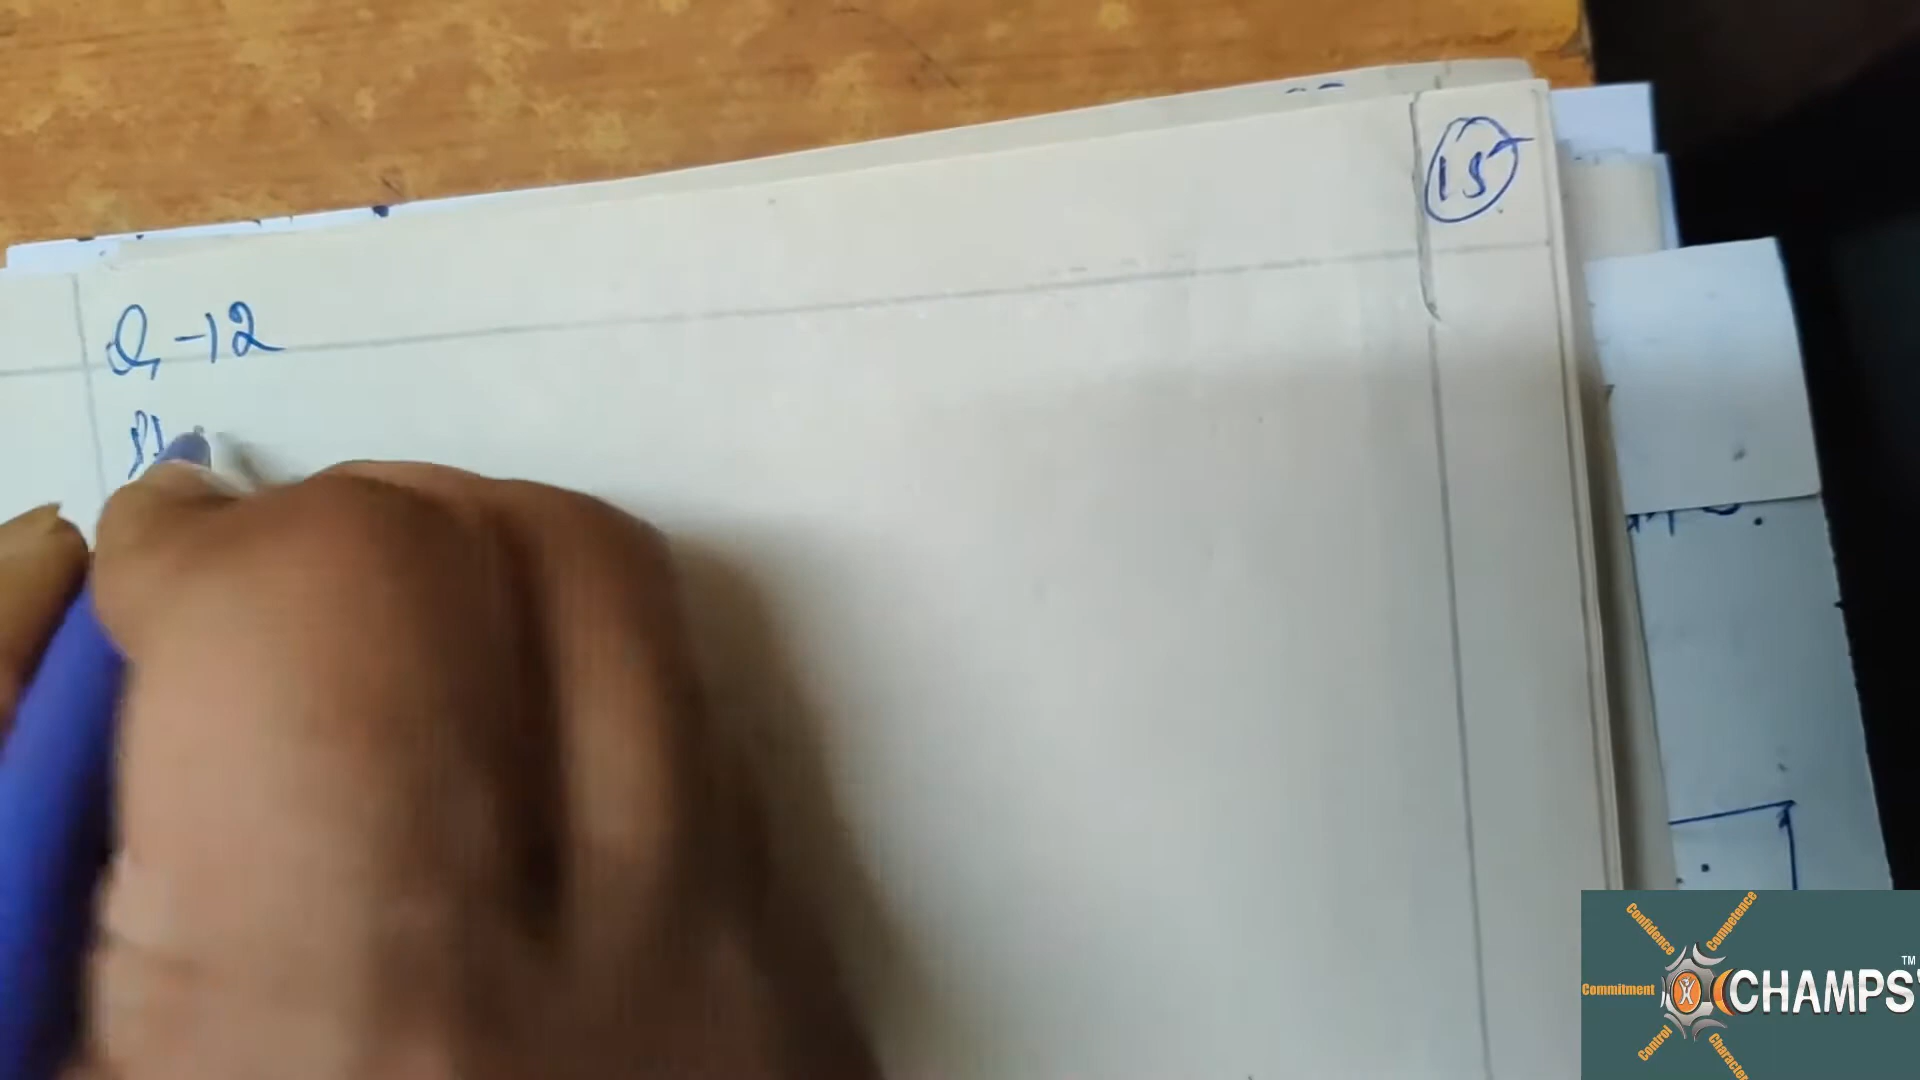 15
Q-12
Confidence
Competence
Commitment
CHAMPS
TM
Control
Character